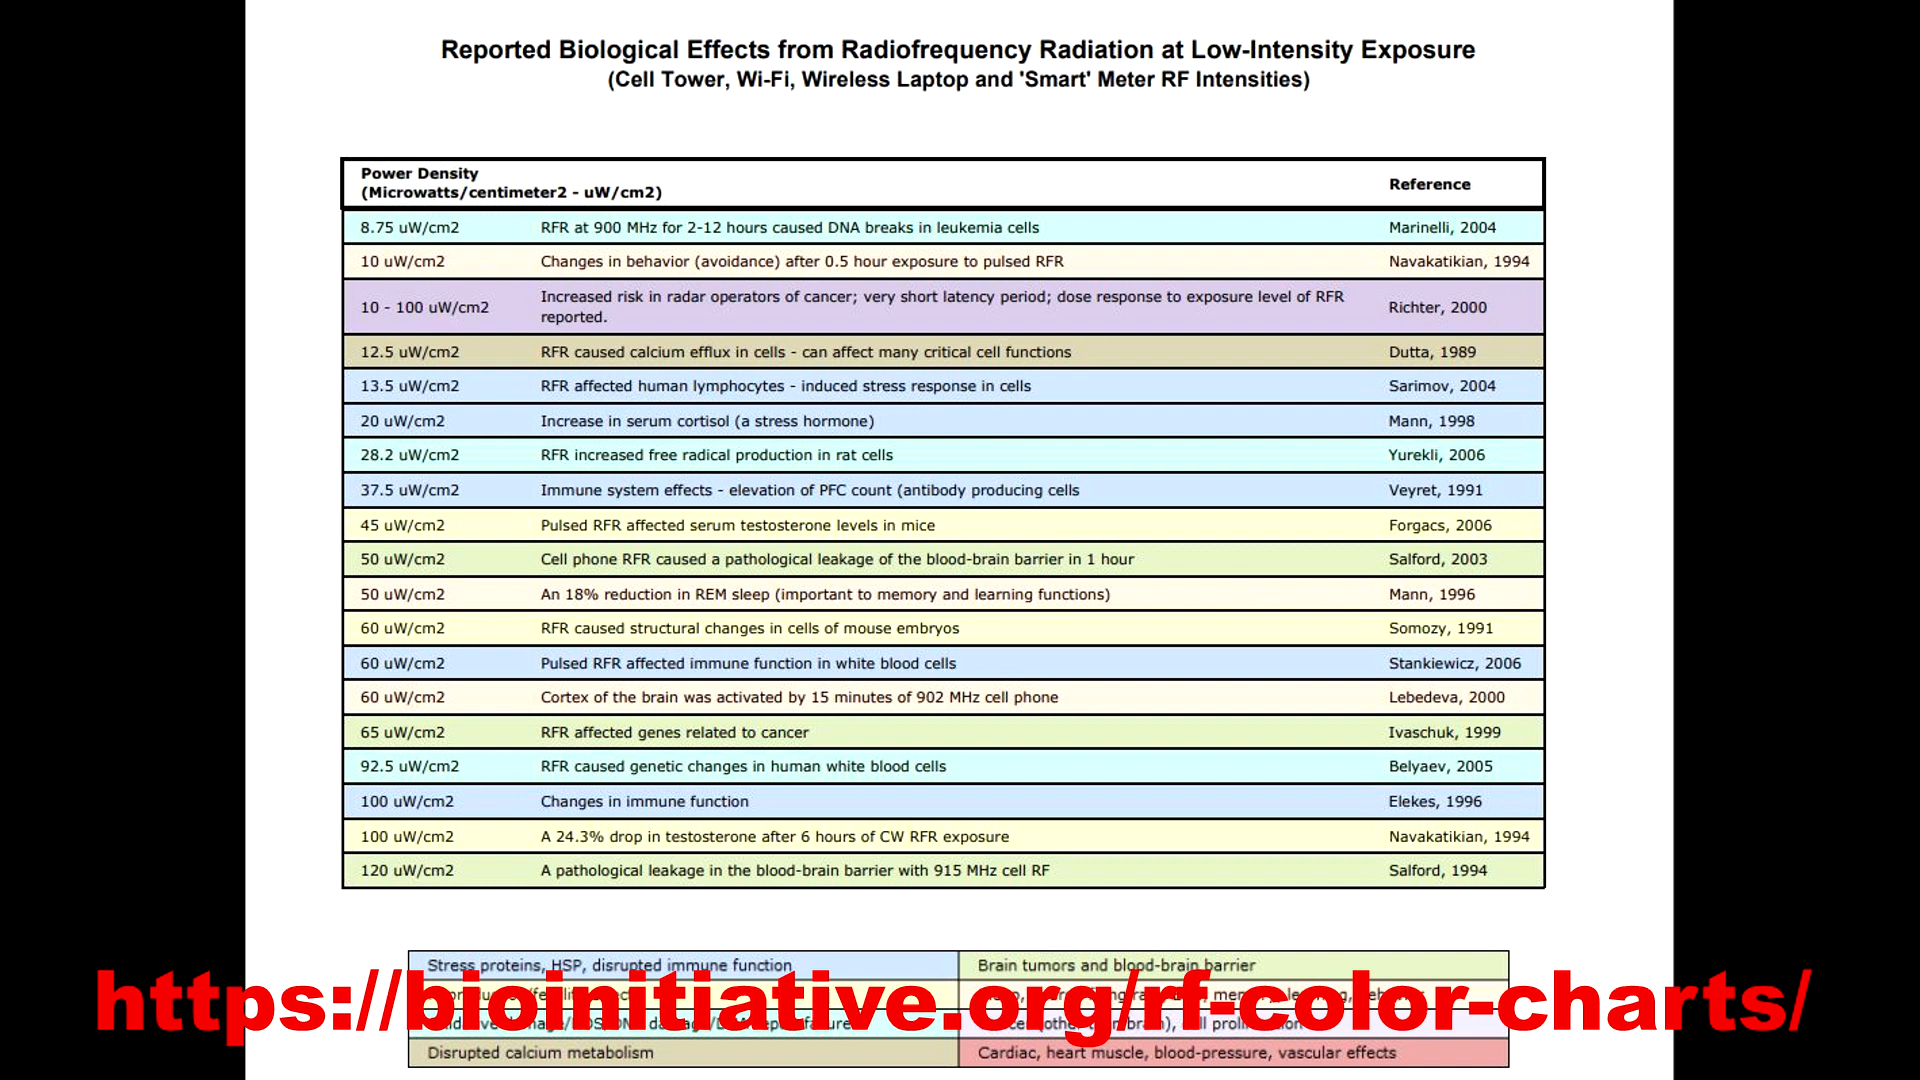 Reported Biological Effects from Radiofrequency Radiation at Low-Intensity Exposure
(Cell Tower, Wi-Fi, Wireless Laptop and 'Smart' Meter RF Intensities)
Power Density
(Microwatts/centimeter2 - uW/cm2) Reference
8.75 uW/cm2 RFR at 900 MHz for 2-12 hours caused DNA breaks in leukemia cells Marinelli, 2004
10 uW/cm2 Changes in behavior (avoidance) after 0.5 hour exposure to pulsed RFR Navakatikian, 1994
10 - 100 uW/cm2 Increased risk in radar operators of cancer; very short latency period; dose response to exposure level of RFR
reported. Richter, 2000
12.5 uW/cm2 RFR caused calcium efflux in cells - can affect many critical cell functions Dutta, 1989
13.5 uW/cm2 RFR affected human lymphocytes - induced stress response in cells Sarimov, 2004
20 uW/cm2 Increase in serum cortisol (a stress hormone) Mann, 1998
28.2 uW/cm2 RFR increased free radical production in rat cells Yurekli, 2006
37.5 uW/cm2 Immune system effects - elevation of PFC count (antibody producing cells Veyret, 1991
45 uW/cm2 Pulsed RFR affected serum testosterone levels in mice Forgacs, 2006
50 uW/cm2 Cell phone RFR caused a pathological leakage of the blood-brain barrier in 1 hour Salford, 2003
50 uW/cm2 An 18% reduction in REM sleep (important to memory and learning functions) Mann, 1996
60 uW/cm2 RFR caused structural changes in cells of mouse embryos Somozy, 1991
60 uW/cm2 Pulsed RFR affected immune function in white blood cells Stankiewicz, 2006
60 uW/cm2 Cortex of the brain was activated by 15 minutes of 902 MHz cell phone Lebedeva, 2000
65 uW/cm2 RFR affected genes related to cancer Ivaschuk, 1999
92.5 uW/cm2 RFR caused genetic changes in human white blood cells Belyaev, 2005
100 uW/cm2 Changes in immune function Elekes, 1996
100 uW/cm2 A 24.3% drop in testosterone after 6 hours of CW RFR exposure Navakatikian, 1994
120 uW/cm2 A pathological leakage in the blood-brain barrier with 915 MHz cell RF Salford, 1994
Stress proteins, HSP, disrupted immune function Brain tumors and blood-brain barrier
https://bioinitiative.org/rf-color-charts/
Disrupted calcium metabolism Cardiac, heart muscle, blood-pressure, vascular effects